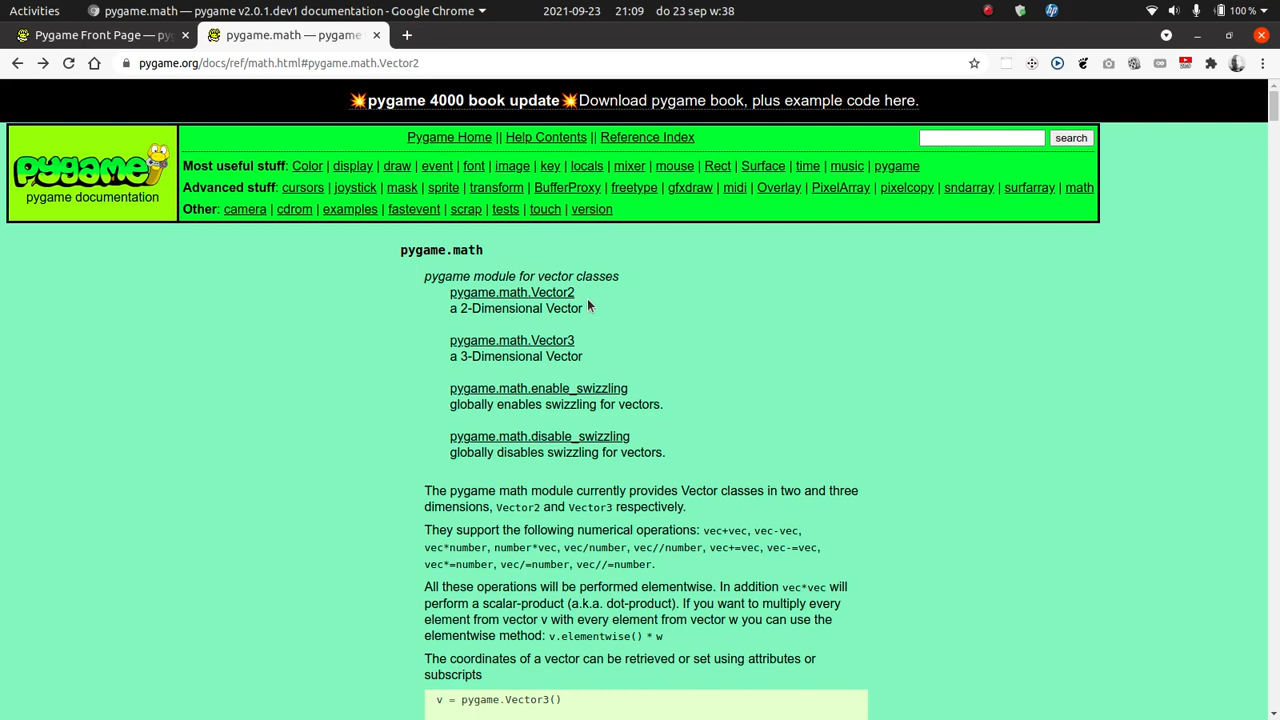 Activities
pygame.math — pygame v2.0.1.dev1 documentation - Google Chrome
2021-09-23 21:09 do 23 sep w:38
100 %
Pygame Front Page — py
pygame.math — pygame
pygame.org/docs/ref/math.html#pygame.math.Vector2
💥pygame 4000 book update💥Download pygame book, plus example code here.
pygame
pygame documentation
Pygame Home || Help Contents || Reference Index
search
Most useful stuff: Color | display | draw | event | font | image | key | locals | mixer | mouse | Rect | Surface | time | music | pygame
Advanced stuff: cursors | joystick | mask | sprite | transform | BufferProxy | freetype | gfxdraw | midi | Overlay | PixelArray | pixelcopy | sndarray | surfarray | math
Other: camera | cdrom | examples | fastevent | scrap | tests | touch | version
pygame.math
pygame module for vector classes
pygame.math.Vector2
a 2-Dimensional Vector
pygame.math.Vector3
a 3-Dimensional Vector
pygame.math.enable_swizzling
globally enables swizzling for vectors.
pygame.math.disable_swizzling
globally disables swizzling for vectors.
The pygame math module currently provides Vector classes in two and three
dimensions, Vector2 and Vector3 respectively.
They support the following numerical operations: vec+vec, vec-vec,
vec*number, number*vec, vec/number, vec//number, vec+=vec, vec-=vec,
vec*=number, vec/=number, vec//=number.
All these operations will be performed elementwise. In addition vec*vec will
perform a scalar-product (a.k.a. dot-product). If you want to multiply every
element from vector v with every element from vector w you can use the
elementwise method: v.elementwise() * w
The coordinates of a vector can be retrieved or set using attributes or
subscripts
v = pygame.Vector3()